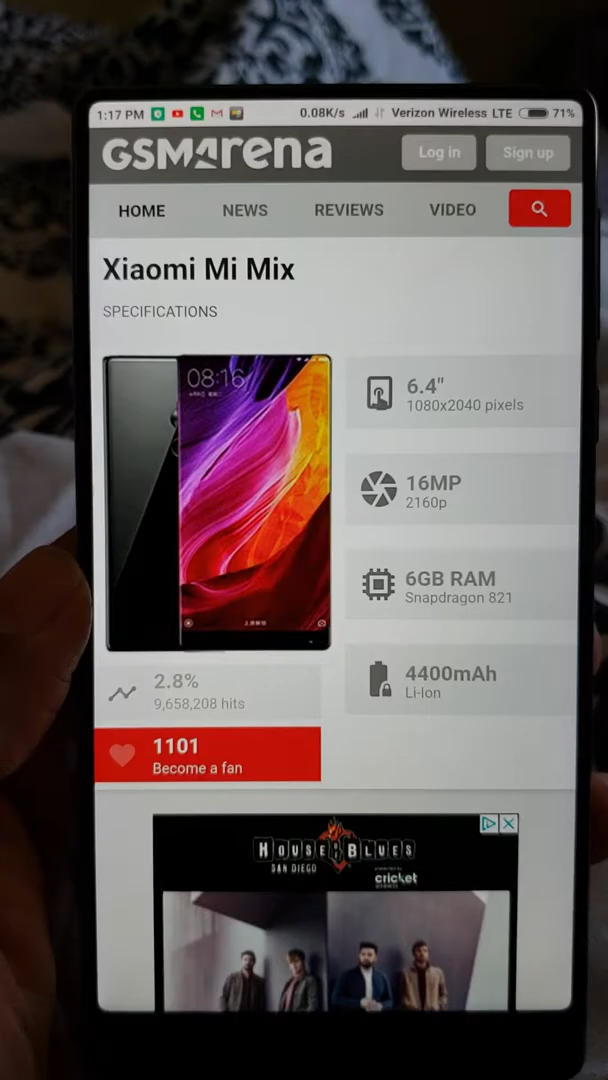 1:17 PM 0.08K/s Verizon Wireless LTE 71%
GSMArena
Log in
Sign up
HOME NEWS REVIEWS VIDEO
Xiaomi Mi Mix
SPECIFICATIONS
08:16
6.4"
1080x2040 pixels
16MP
2160p
6GB RAM
Snapdragon 821
4400mAh
Li-Ion
2.8%
9,658,208 hits
1101
Become a fan
HOUSE OF BLUES
SAN DIEGO
cricket